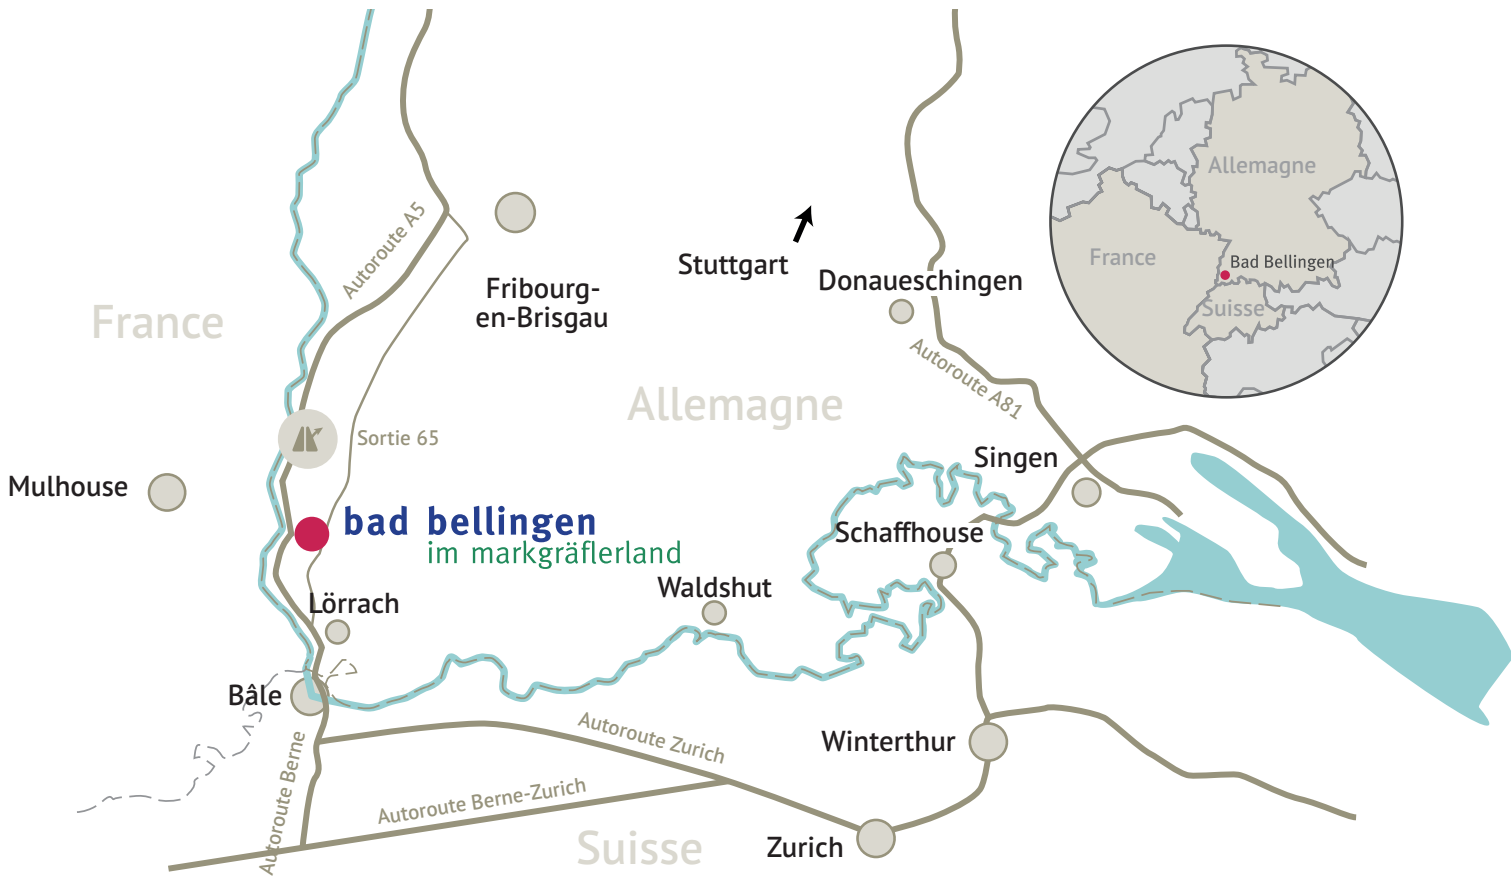 Allemagne
France
Bad Bellingen
Suisse
Autoroute A5
Stuttgart
Donaueschingen
Fribourg-
en-Brisgau
France
Autoroute A81
Allemagne
Sortie 65
Singen
Mulhouse
bad bellingen
im markgräflerland
Schaffhouse
Waldshut
Lörrach
Bâle
Autoroute Zurich
Winterthur
Autoroute Berne
Autoroute Berne-Zurich
Suisse
Zurich